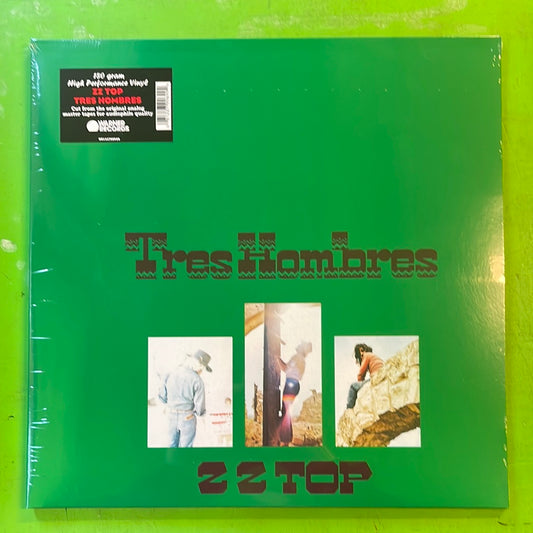 180 gram
High Performance Vinyl
ZZ TOP
TRES HOMBRES
Cut from the original analog
master tapes for audiophile quality
WARNER
RECORDS
Tres Hombres
ZZ TOP